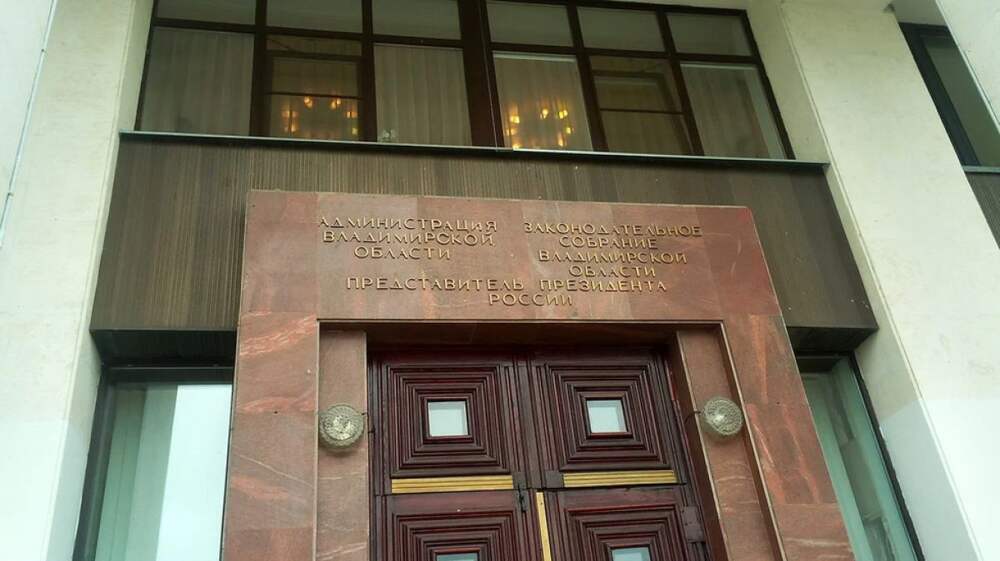 АДМИНИСТРАЦИЯ
ВЛАДИМИРСКОЙ
ОБЛАСТИ
ЗАКОНОДАТЕЛЬНОЕ
СОБРАНИЕ
ВЛАДИМИРСКОЙ
ОБЛАСТИ
ПРЕДСТАВИТЕЛЬ ПРЕЗИДЕНТА
РОССИИ